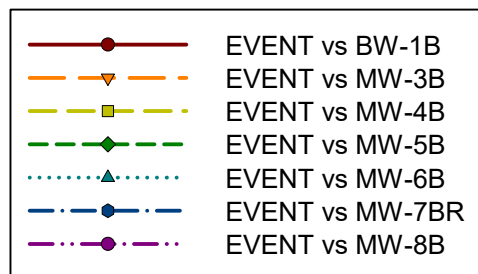 EVENT vs BW-1B
EVENT vs MW-3B
EVENT vs MW-4B
EVENT vs MW-5B
EVENT vs MW-6B
EVENT vs MW-7BR
EVENT vs MW-8B